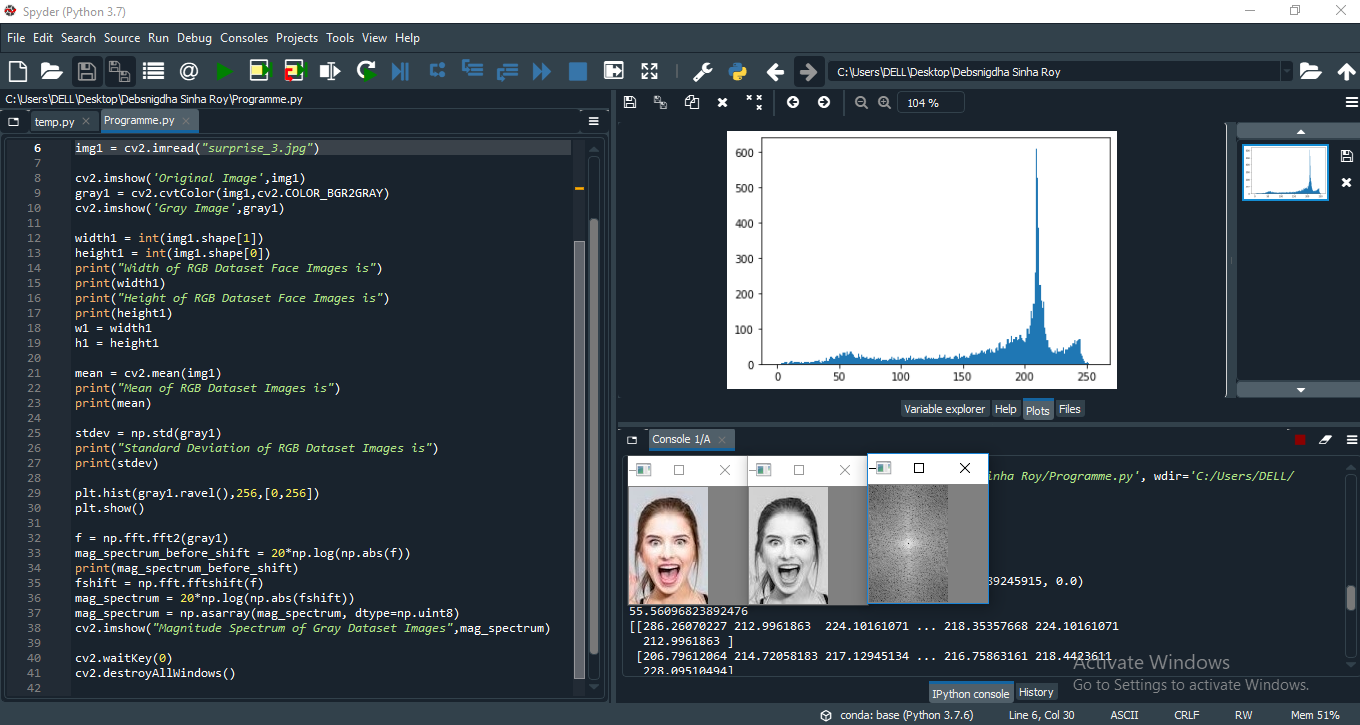 Spyder (Python 3.7)
File Edit Search Source Run Debug Consoles Projects Tools View Help
C:\Users\DELL\Desktop\Debsnigdha Sinha Roy
C:\Users\DELL\Desktop\Debsnigdha Sinha Roy\Programme.py
temp.py
Programme.py
6 img1 = cv2.imread("surprise_3.jpg")
7
8 cv2.imshow('Original Image',img1)
9 gray1 = cv2.cvtColor(img1,cv2.COLOR_BGR2GRAY)
10 cv2.imshow('Gray Image',gray1)
11
12 width1 = int(img1.shape[1])
13 height1 = int(img1.shape[0])
14 print("Width of RGB Dataset Face Images is")
15 print(width1)
16 print("Height of RGB Dataset Face Images is")
17 print(height1)
18 w1 = width1
19 h1 = height1
20
21 mean = cv2.mean(img1)
22 print("Mean of RGB Dataset Images is")
23 print(mean)
24
25 stdev = np.std(gray1)
26 print("Standard Deviation of RGB Dataset Images is")
27 print(stdev)
28
29 plt.hist(gray1.ravel(),256,[0,256])
30 plt.show()
31
32 f = np.fft.fft2(gray1)
33 mag_spectrum_before_shift = 20*np.log(np.abs(f))
34 print(mag_spectrum_before_shift)
35 fshift = np.fft.fftshift(f)
36 mag_spectrum = 20*np.log(np.abs(fshift))
37 mag_spectrum = np.asarray(mag_spectrum, dtype=np.uint8)
38 cv2.imshow("Magnitude Spectrum of Gray Dataset Images",mag_spectrum)
39
40 cv2.waitKey(0)
41 cv2.destroyAllWindows()
42
104 %
600
500
400
300
200
100
0
0 50 100 150 200 250
Variable explorer Help Plots Files
Console 1/A
inha Roy/Programme.py', wdir='C:/Users/DELL/
39245915, 0.0)
55.56096823892476
[[286.26070227 212.9961863 224.10161071 ... 218.35357668 224.10161071
212.9961863 ]
[206.79612064 214.72058183 217.12945134 ... 216.75863161 218.4423611
228.09510494]
Activate Windows
Go to Settings to activate Windows.
IPython console History
conda: base (Python 3.7.6) Line 6, Col 30 ASCII CRLF RW Mem 51%